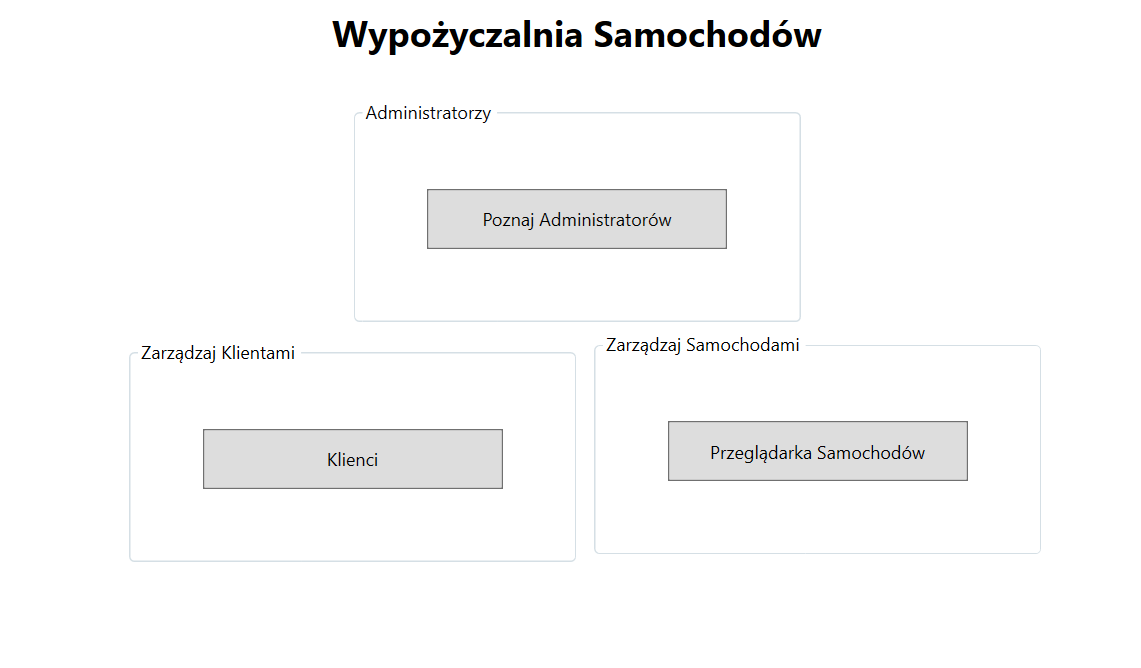 Wypożyczalnia Samochodów
Administratorzy
Poznaj Administratorów
Zarządzaj Klientami
Klienci
Zarządzaj Samochodami
Przeglądarka Samochodów